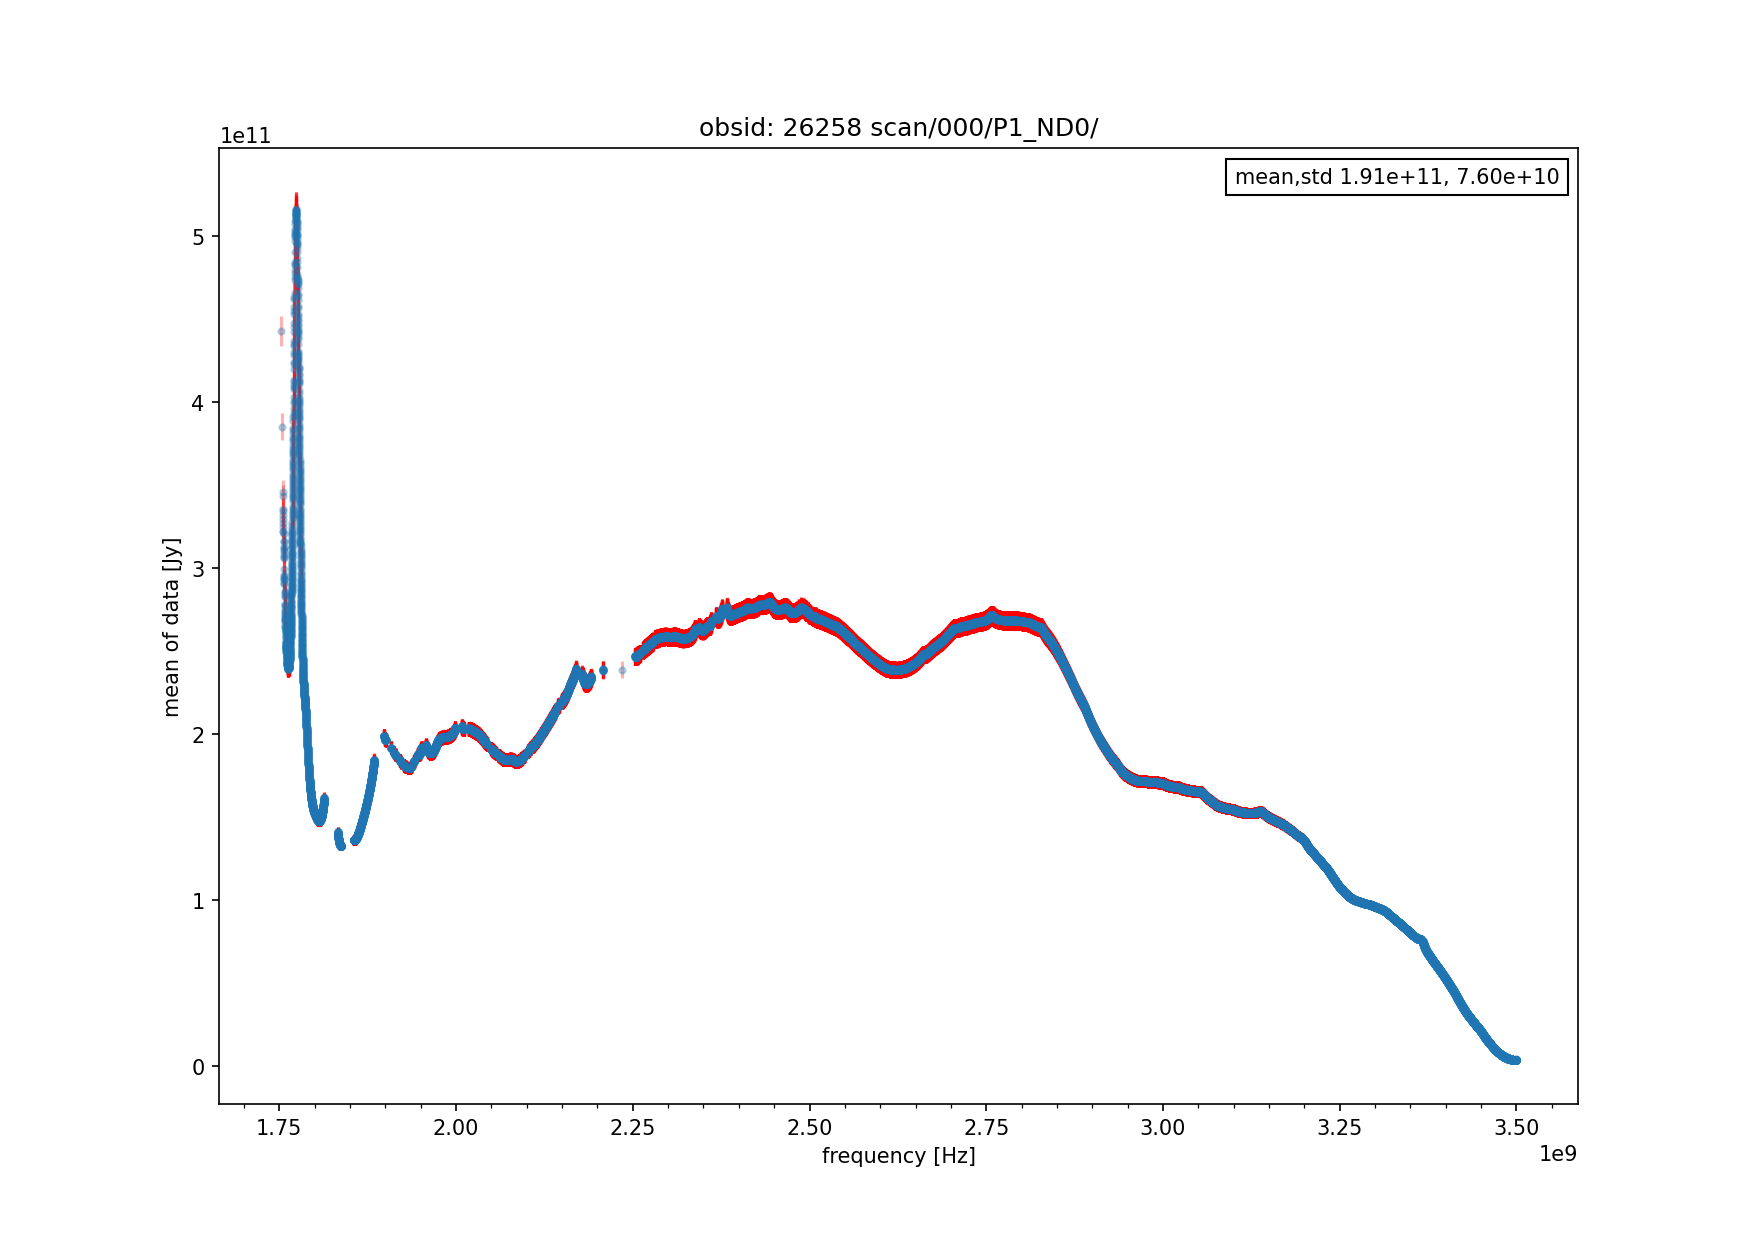 obsid: 26258 scan/000/P1_ND0/
1e11
mean,std 1.91e+11, 7.60e+10
5
4
3
2
1
0
mean of data [Jy]
1.75 2.00 2.25 2.50 2.75 3.00 3.25 3.50
frequency [Hz]
1e9